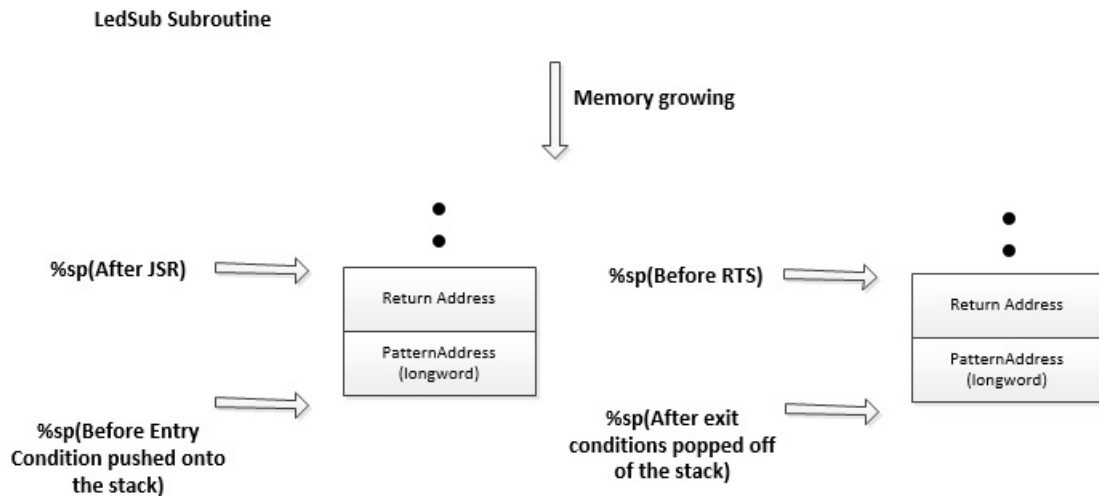 LedSub Subroutine
Memory growing
%sp(After JSR)
Return Address
PatternAddress
(longword)
%sp(Before Entry
Condition pushed onto
the stack)
%sp(Before RTS)
Return Address
PatternAddress
(longword)
%sp(After exit
conditions popped off
of the stack)